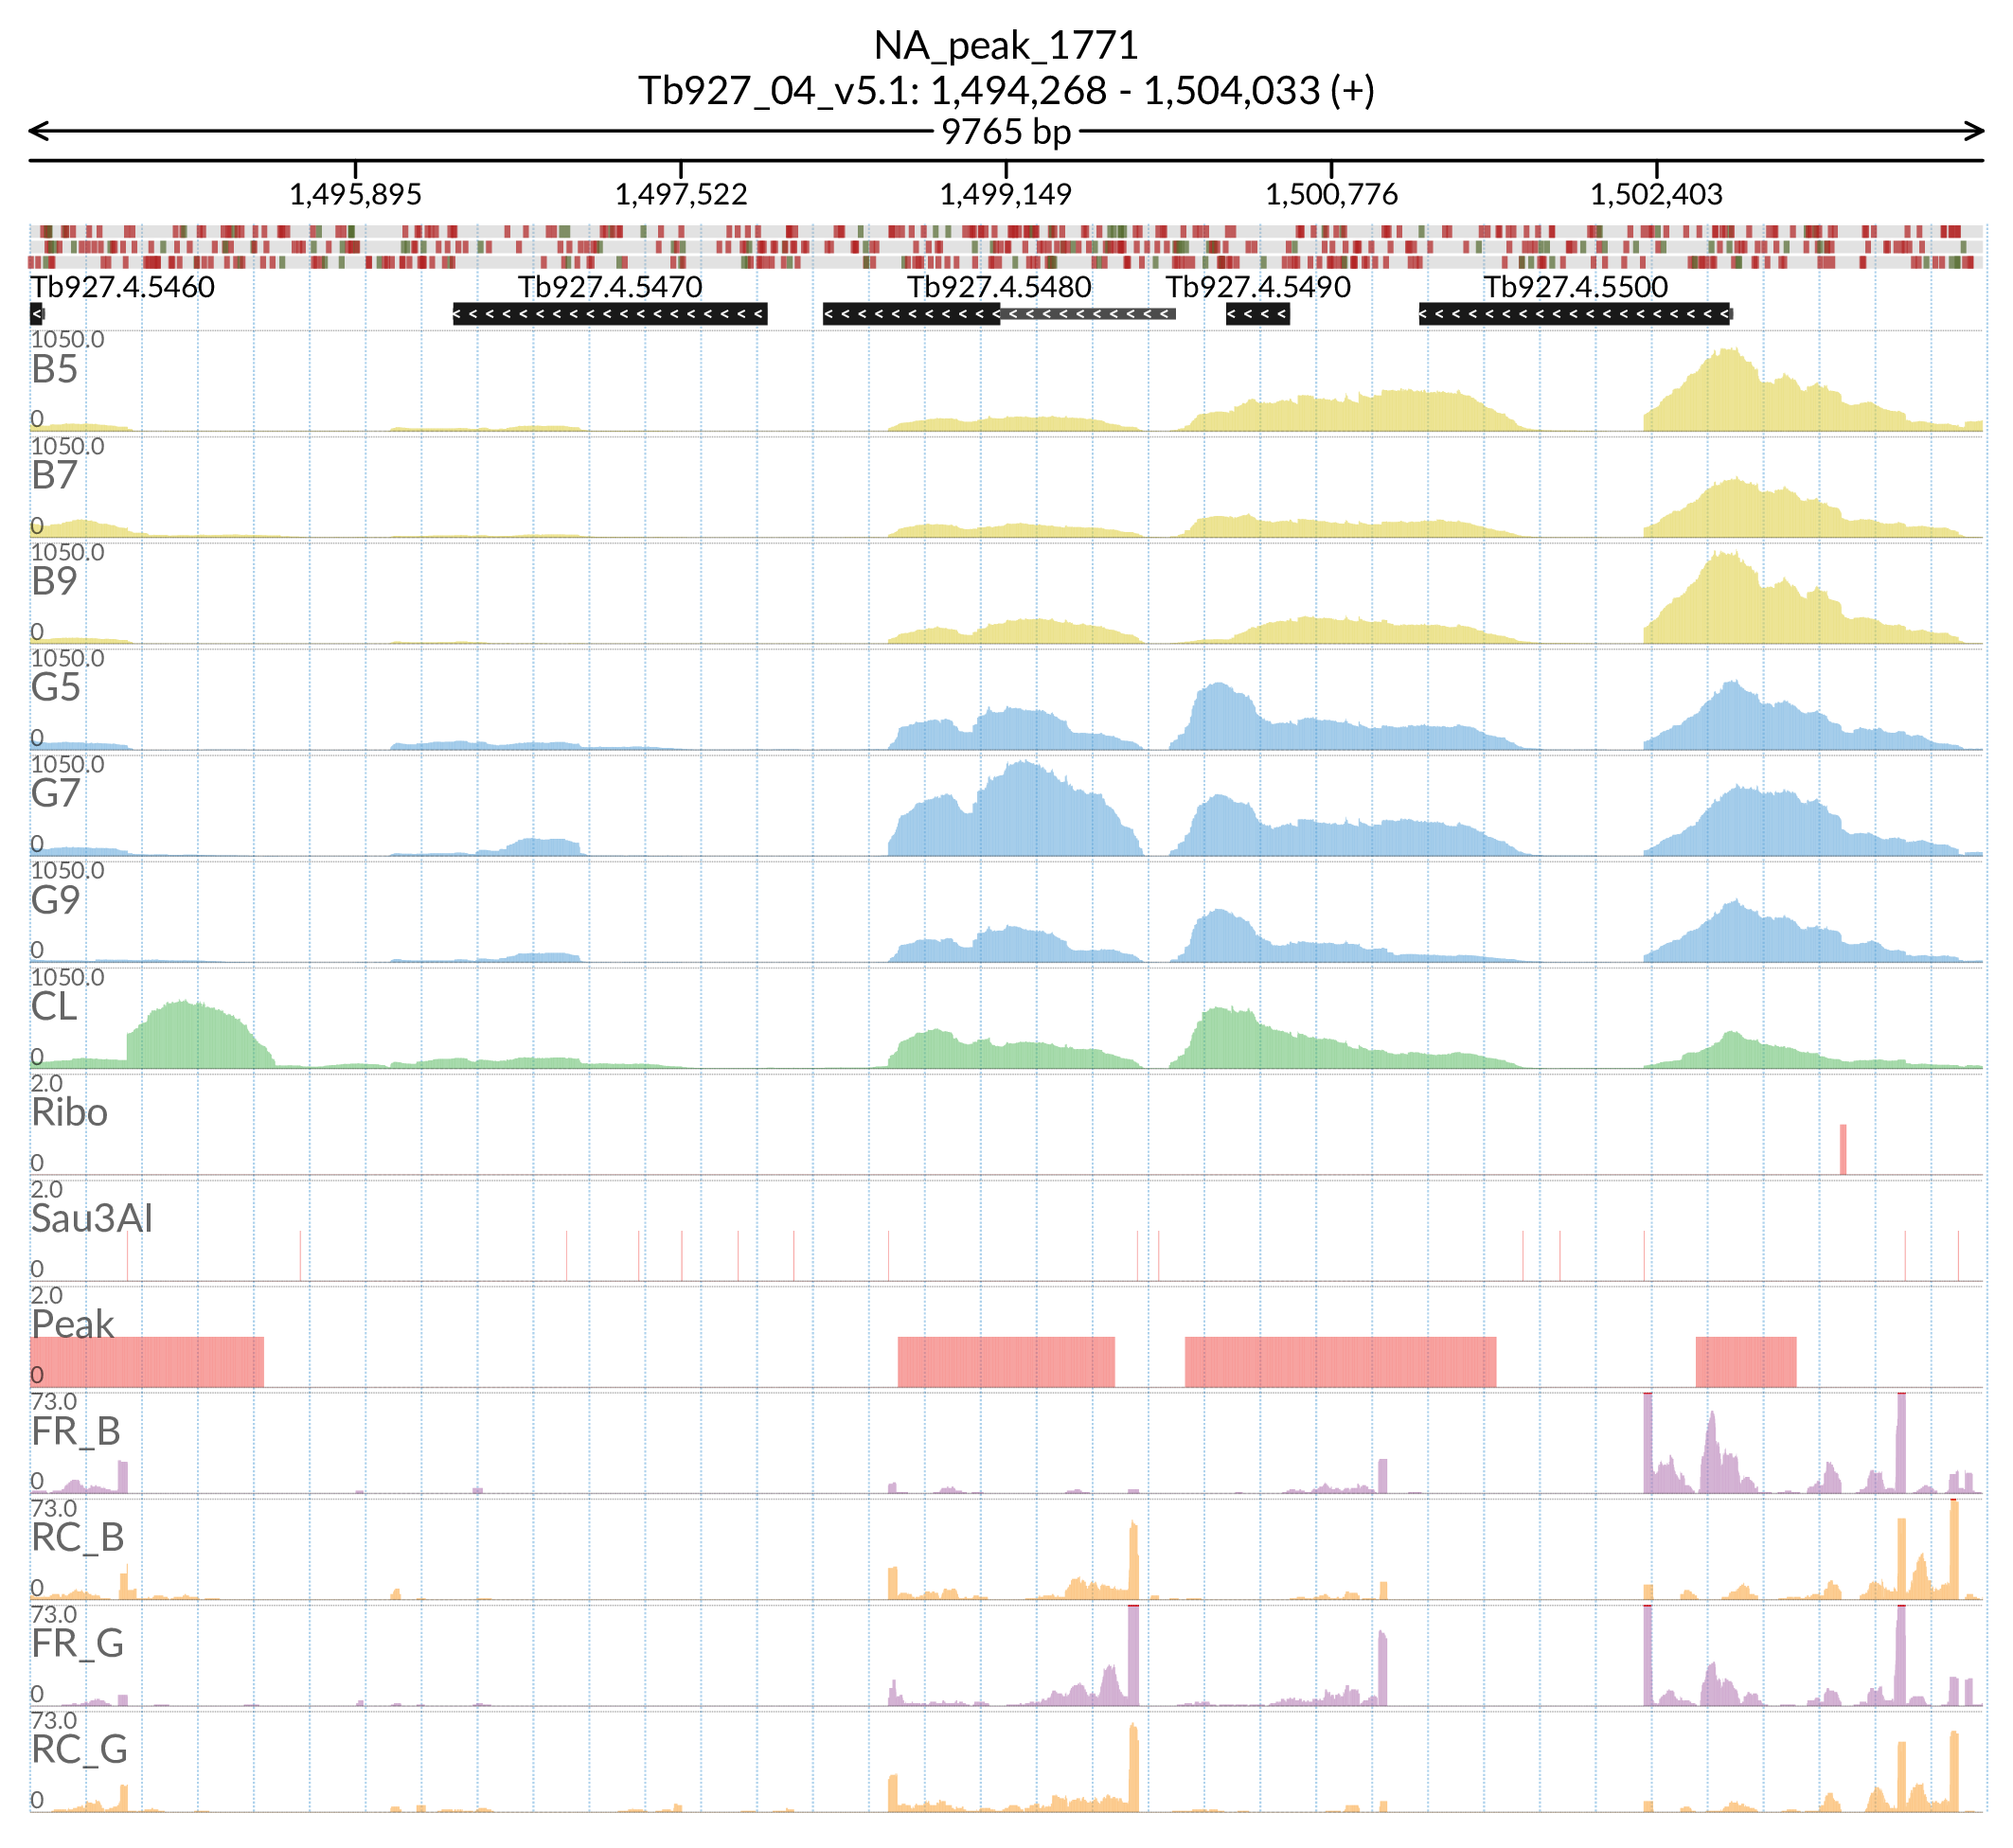 NA_peak_1771
Tb927_04_v5.1: 1,494,268 - 1,504,033 (+)
9765 bp
1,495,895 1,497,522 1,499,149 1,500,776 1,502,403
Tb927.4.5460 Tb927.4.5470 Tb927.4.5480 Tb927.4.5490 Tb927.4.5500
1050.0
B5
0
1050.0
B7
0
1050.0
B9
0
1050.0
G5
0
1050.0
G7
0
1050.0
G9
0
1050.0
CL
0
2.0
Ribo
0
2.0
Sau3AI
0
2.0
Peak
0
73.0
FR_B
0
73.0
RC_B
0
73.0
FR_G
0
73.0
RC_G
0